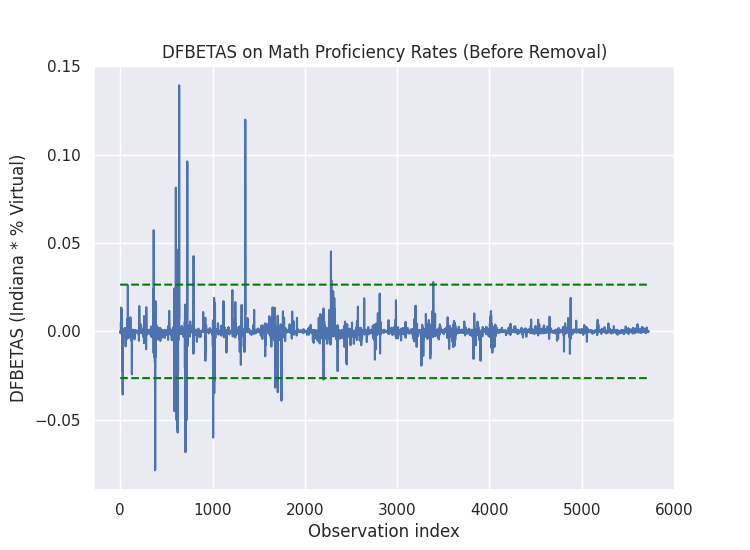 DFBETAS on Math Proficiency Rates (Before Removal)
0.15
0.10
0.05
0.00
−0.05
DFBETAS (Indiana * % Virtual)
0 1000 2000 3000 4000 5000 6000
Observation index